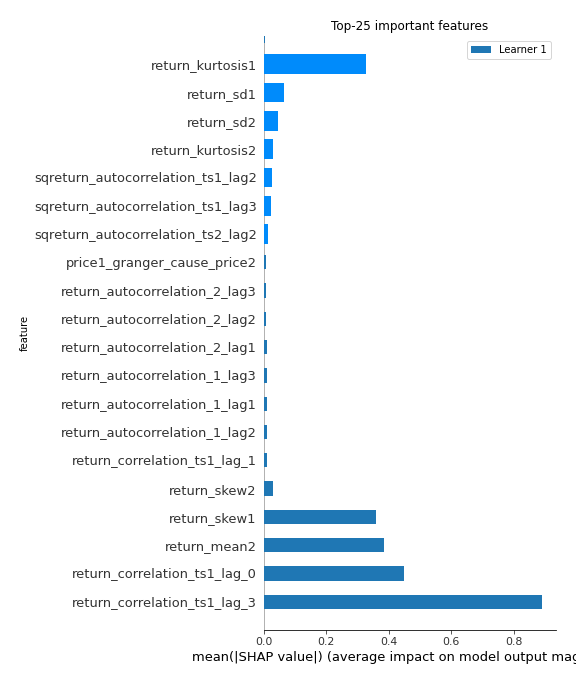 Top-25 important features
Learner 1
return_kurtosis1
return_sd1
return_sd2
return_kurtosis2
sqreturn_autocorrelation_ts1_lag2
sqreturn_autocorrelation_ts1_lag3
sqreturn_autocorrelation_ts2_lag2
price1_granger_cause_price2
return_autocorrelation_2_lag3
return_autocorrelation_2_lag2
return_autocorrelation_2_lag1
return_autocorrelation_1_lag3
return_autocorrelation_1_lag1
return_autocorrelation_1_lag2
return_correlation_ts1_lag_1
return_skew2
return_skew1
return_mean2
return_correlation_ts1_lag_0
return_correlation_ts1_lag_3
feature
0.0 0.2 0.4 0.6 0.8
mean(|SHAP value|) (average impact on model output mag